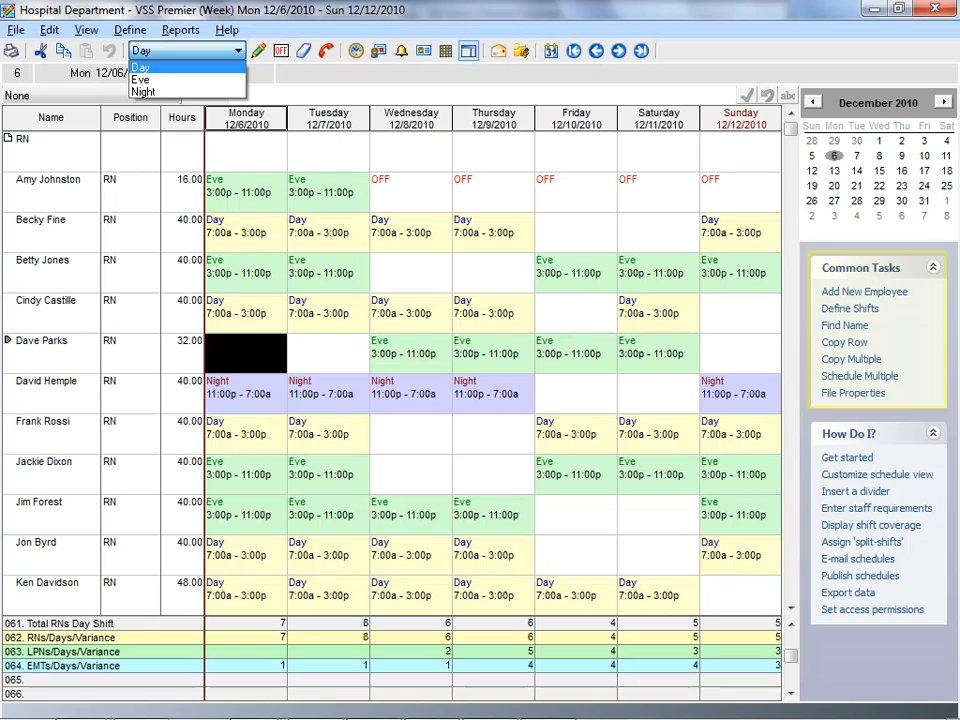 Hospital Department - VSS Premier (Week) Mon 12/6/2010 - Sun 12/12/2010
File Edit View Define Reports Help
Day
OFF
Day
Eve
Night
6 Mon 12/06/
None
abc
Name Position Hours Monday 12/6/2010 Tuesday 12/7/2010 Wednesday 12/8/2010 Thursday 12/9/2010 Friday 12/10/2010 Saturday 12/11/2010 Sunday 12/12/2010
RN
Amy Johnston RN 16.00 Eve Eve OFF OFF OFF OFF OFF
3:00p - 11:00p 3:00p - 11:00p
Becky Fine RN 40.00 Day Day Day Day Day
7:00a - 3:00p 7:00a - 3:00p 7:00a - 3:00p 7:00a - 3:00p 7:00a - 3:00p
Betty Jones RN 40.00 Eve Eve Eve Eve Eve
3:00p - 11:00p 3:00p - 11:00p 3:00p - 11:00p 3:00p - 11:00p 3:00p - 11:00p
Cindy Castille RN 40.00 Day Day Day Day Day
7:00a - 3:00p 7:00a - 3:00p 7:00a - 3:00p 7:00a - 3:00p 7:00a - 3:00p
Dave Parks RN 32.00 Eve Eve Eve Eve
3:00p - 11:00p 3:00p - 11:00p 3:00p - 11:00p 3:00p - 11:00p
David Hemple RN 40.00 Night Night Night Night Night
11:00p - 7:00a 11:00p - 7:00a 11:00p - 7:00a 11:00p - 7:00a 11:00p - 7:00a
Frank Rossi RN 40.00 Day Day Day Day Day
7:00a - 3:00p 7:00a - 3:00p 7:00a - 3:00p 7:00a - 3:00p 7:00a - 3:00p
Jackie Dixon RN 40.00 Eve Eve Eve Eve Eve
3:00p - 11:00p 3:00p - 11:00p 3:00p - 11:00p 3:00p - 11:00p 3:00p - 11:00p
Jim Forest RN 40.00 Eve Eve Eve Eve Eve
3:00p - 11:00p 3:00p - 11:00p 3:00p - 11:00p 3:00p - 11:00p 3:00p - 11:00p
Jon Byrd RN 40.00 Day Day Day Day Day
7:00a - 3:00p 7:00a - 3:00p 7:00a - 3:00p 7:00a - 3:00p 7:00a - 3:00p
Ken Davidson RN 48.00 Day Day Day Day Day Day
7:00a - 3:00p 7:00a - 3:00p 7:00a - 3:00p 7:00a - 3:00p 7:00a - 3:00p 7:00a - 3:00p
061. Total RNs Day Shift 7 8 6 6 4 5 5
062. RNs/Days/Variance 7 8 6 6 4 5 5
063. LPNs/Days/Variance 2 5 4 3 3
064. EMTs/Days/Variance 1 1 1 4 4 4 3
065.
066.
December 2010
Sun Mon Tue Wed Thu Fri Sat
28 29 30 1 2 3 4
5 6 7 8 9 10 11
12 13 14 15 16 17 18
19 20 21 22 23 24 25
26 27 28 29 30 31 1
2 3 4 5 6 7 8
Common Tasks
Add New Employee
Define Shifts
Find Name
Copy Row
Copy Multiple
Schedule Multiple
File Properties
How Do I?
Get started
Customize schedule view
Insert a divider
Enter staff requirements
Display shift coverage
Assign 'split-shifts'
E-mail schedules
Publish schedules
Export data
Set access permissions